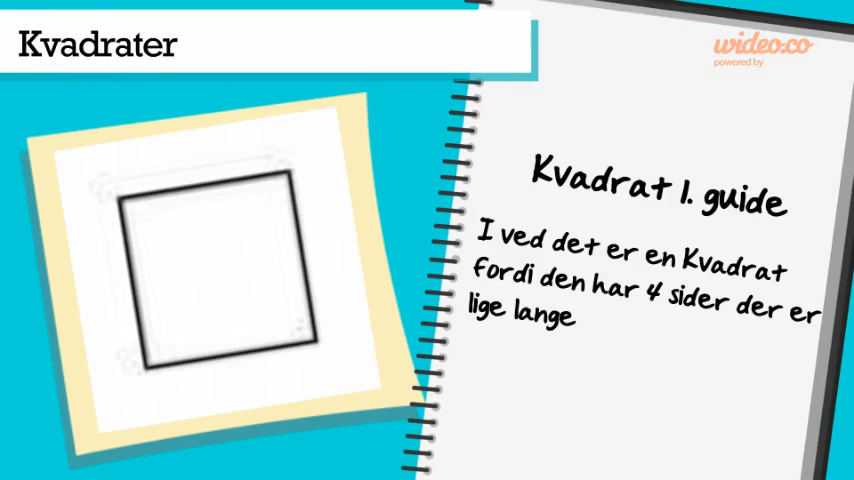 Kvadrater
wideo.co
powered by
Kvadrat 1. guide
I ved det er en Kvadrat
fordi den har 4 sider der er
lige lange